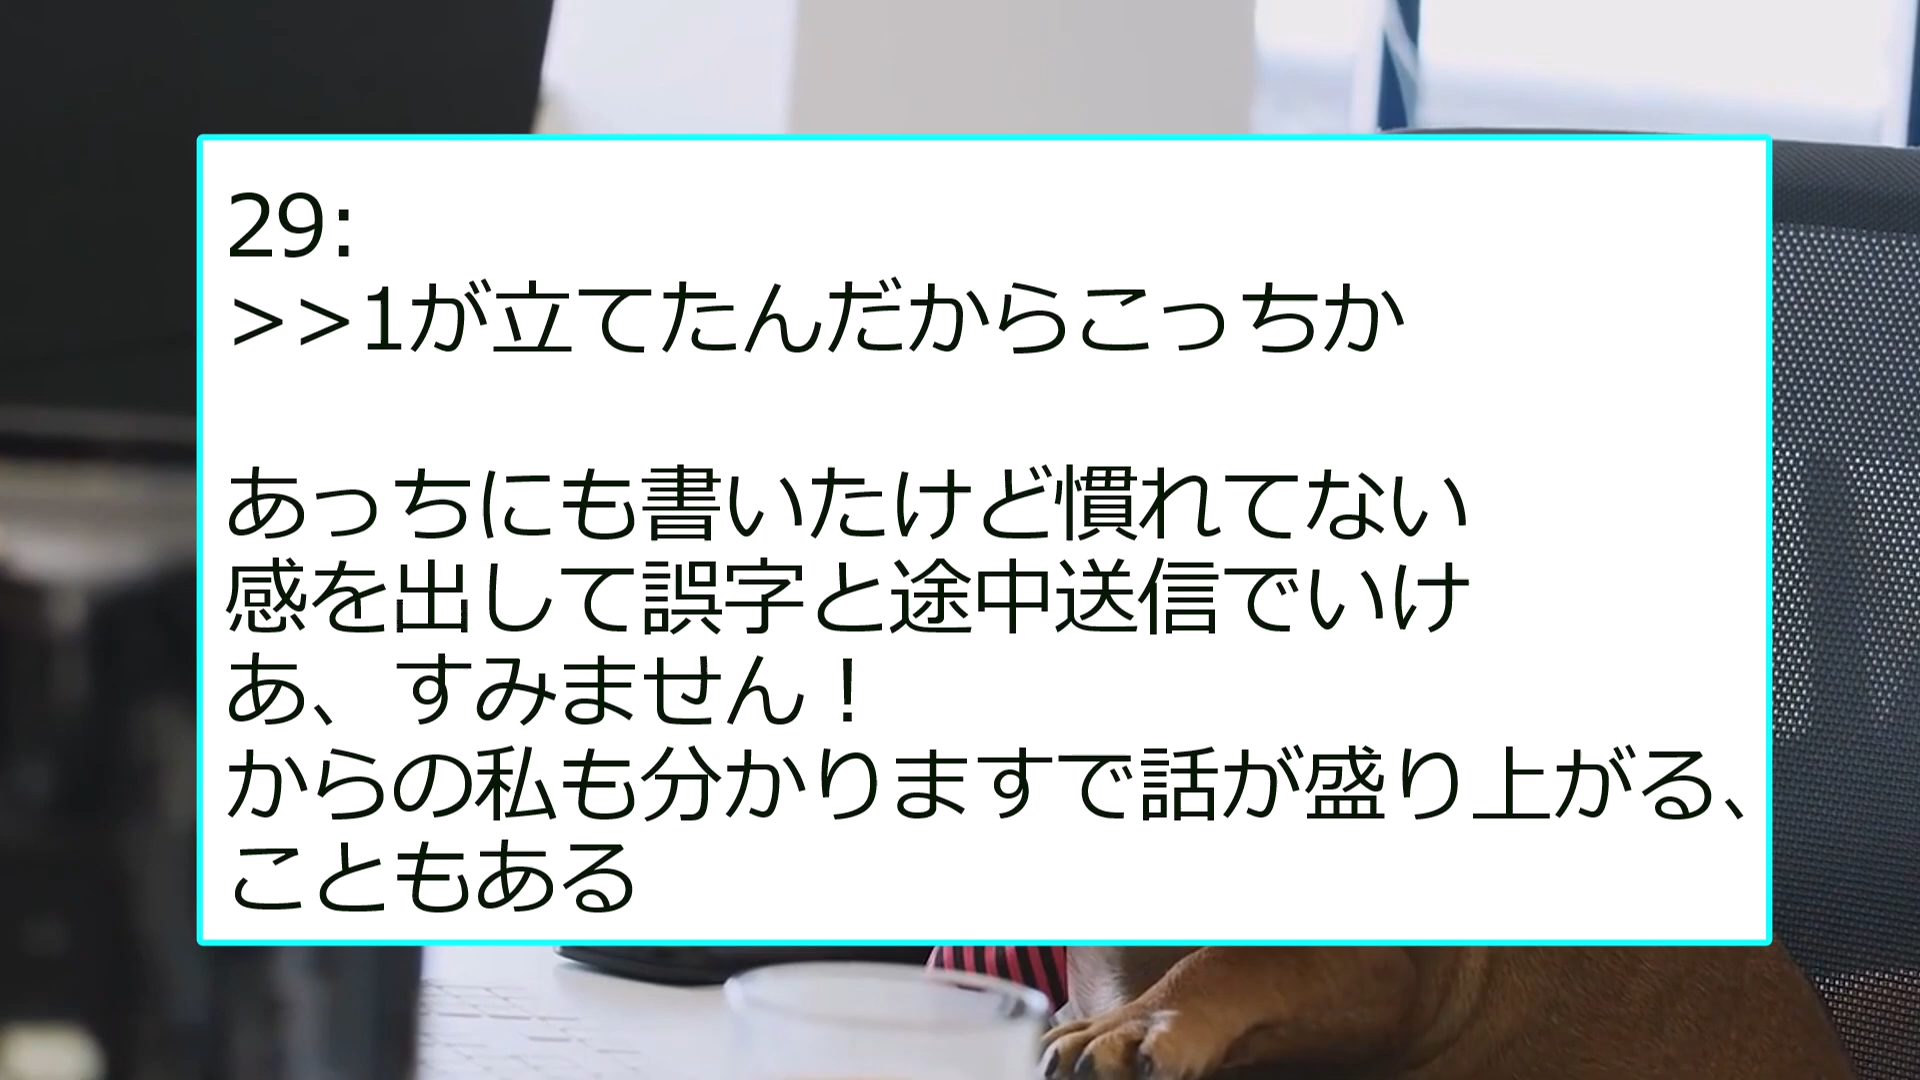 29:
>>1が立てたんだからこっちか
あっちにも書いたけど慣れてない
感を出して誤字と途中送信でいけ
あ、すみません！
からの私も分かりますで話が盛り上がる、
こともある